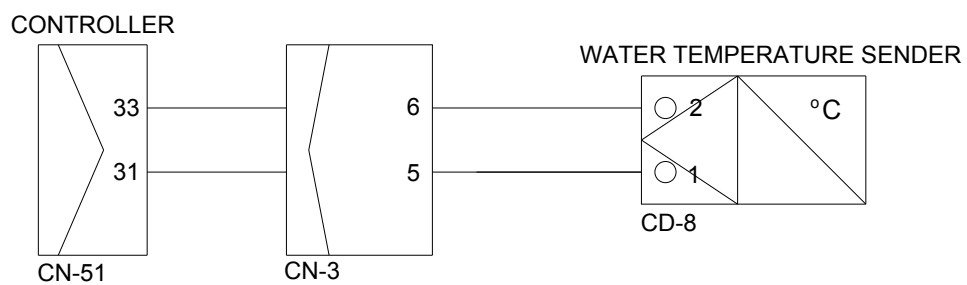 CONTROLLER
WATER TEMPERATURE SENDER
33
6
2
°C
31
5
1
CD-8
CN-51
CN-3